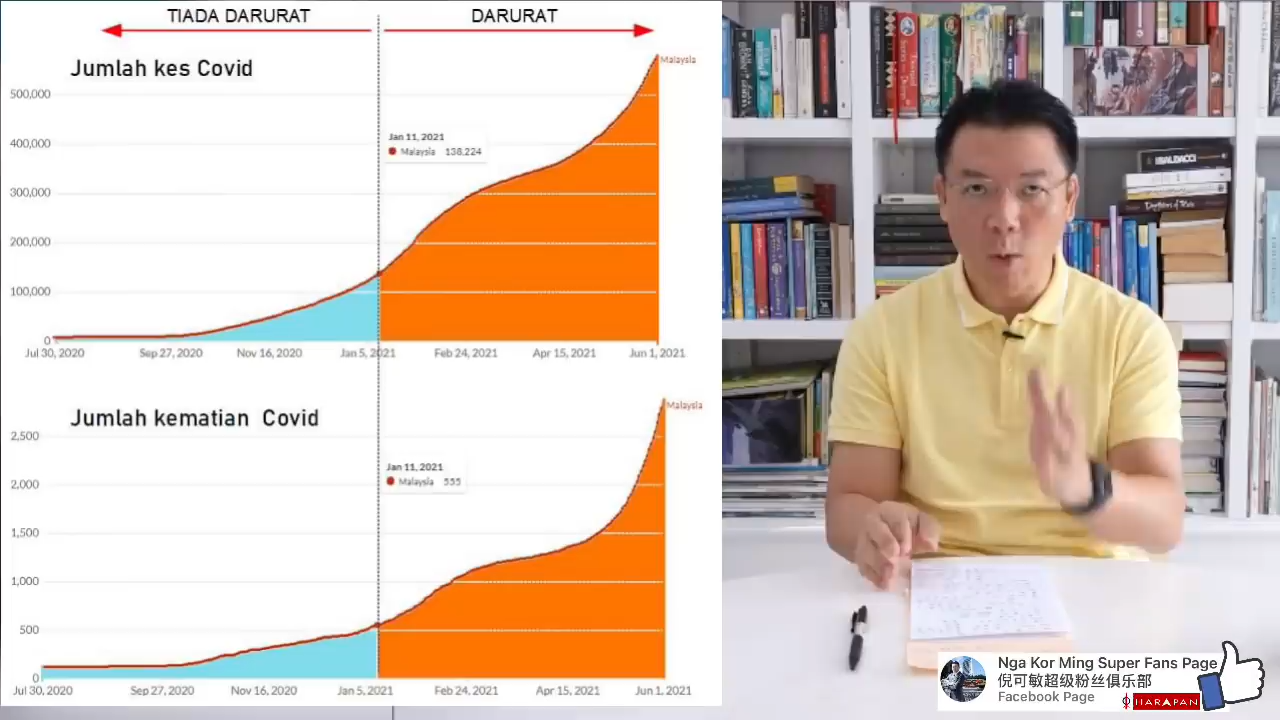 TIADA DARURAT
DARURAT
Jumlah kes Covid
Malaysia
500,000
400,000
Jan 11, 2021
Malaysia 138,224
300,000
200,000
100,000
0
Jul 30, 2020
Sep 27, 2020
Nov 16, 2020
Jan 5, 2021
Feb 24, 2021
Apr 15, 2021
Jun 1, 2021
Jumlah kematian Covid
Malaysia
2,500
Jan 11, 2021
Malaysia 555
2,000
1,500
1,000
500
0
Jul 30, 2020
Sep 27, 2020
Nov 16, 2020
Jan 5, 2021
Feb 24, 2021
Apr 15, 2021
Jun 1, 2021
BALDACCI
Nga Kor Ming Super Fans Page
倪可敏超级粉丝俱乐部
Facebook Page
HARAPAN